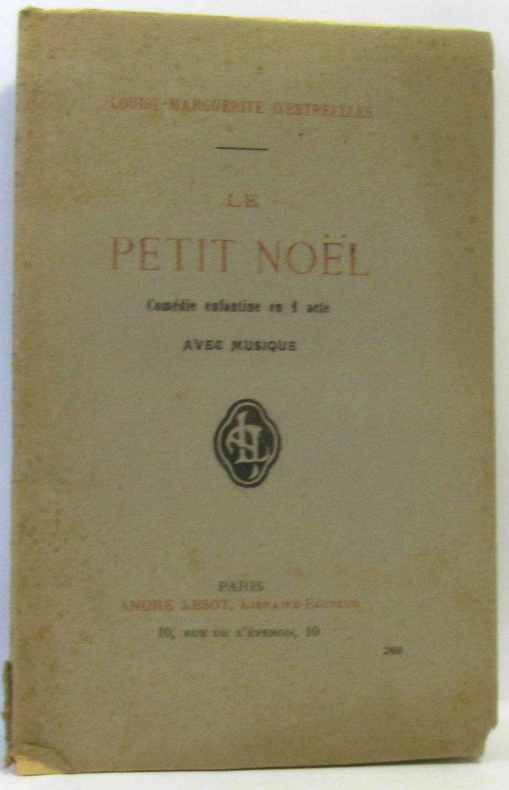 LOUISE-MARGUERITE D'ESTREELLES
LE
PETIT NOËL
Comédie enfantine en 1 acte
AVEC MUSIQUE
PARIS
ANDRÉ LESOT, LIBRAIRE-ÉDITEUR
10, RUE DE L'ÉPERON, 10